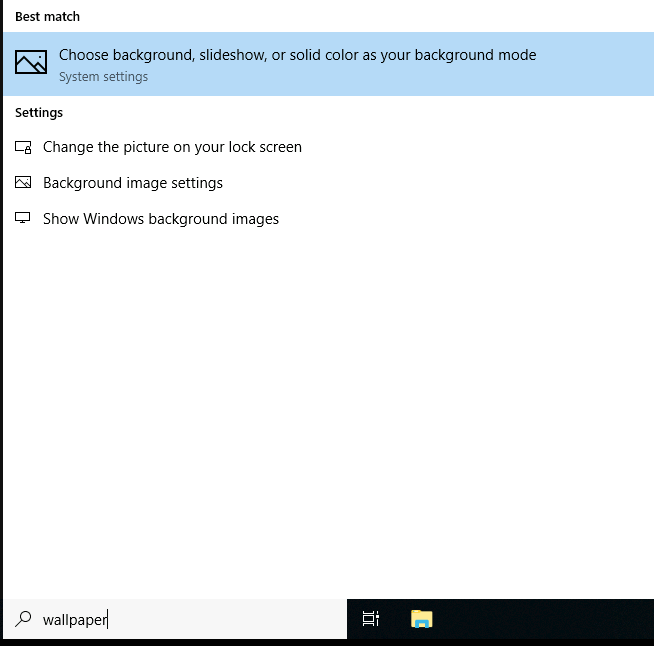 Best match
Choose background, slideshow, or solid color as your background mode
System settings
Settings
Change the picture on your lock screen
Background image settings
Show Windows background images
wallpaper